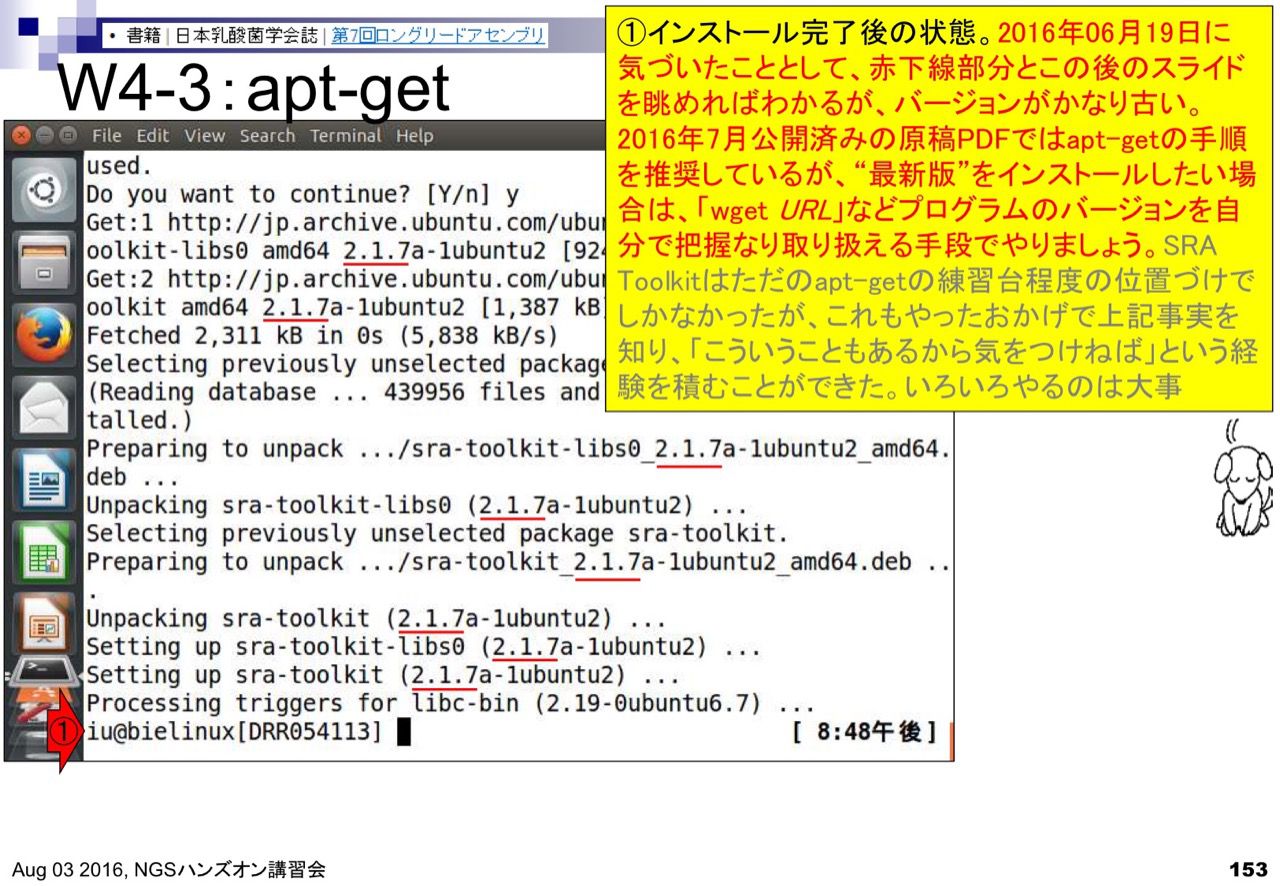 • 書籍 | 日本乳酸菌学会誌 | 第7回ロングリードアセンブリ
W4-3：apt-get
①インストール完了後の状態。2016年06月19日に
気づいたこととして、赤下線部分とこの後のスライド
を眺めればわかるが、バージョンがかなり古い。
2016年7月公開済みの原稿PDFではapt-getの手順
を推奨しているが、“最新版”をインストールしたい場
合は、「wget URL」などプログラムのバージョンを自
分で把握なり取り扱える手段でやりましょう。SRA
Toolkitはただのapt-getの練習台程度の位置づけで
しかなかったが、これもやったおかげで上記事実を
知り、「こういうこともあるから気をつけねば」という経
験を積むことができた。いろいろやるのは大事
File Edit View Search Terminal Help
used.
Do you want to continue? [Y/n] y
Get:1 http://jp.archive.ubuntu.com/ubu
oolkit-libs0 amd64 2.1.7a-1ubuntu2 [924
Get:2 http://jp.archive.ubuntu.com/ubu
oolkit amd64 2.1.7a-1ubuntu2 [1,387 kB]
Fetched 2,311 kB in 0s (5,838 kB/s)
Selecting previously unselected package
(Reading database ... 439956 files and
talled.)
Preparing to unpack .../sra-toolkit-libs0_2.1.7a-1ubuntu2_amd64.
deb ...
Unpacking sra-toolkit-libs0 (2.1.7a-1ubuntu2) ...
Selecting previously unselected package sra-toolkit.
Preparing to unpack .../sra-toolkit_2.1.7a-1ubuntu2_amd64.deb ..
.
Unpacking sra-toolkit (2.1.7a-1ubuntu2) ...
Setting up sra-toolkit-libs0 (2.1.7a-1ubuntu2) ...
Setting up sra-toolkit (2.1.7a-1ubuntu2) ...
Processing triggers for libc-bin (2.19-0ubuntu6.7) ...
① iu@bielinux[DRR054113] [ 8:48午後]
Aug 03 2016, NGSハンズオン講習会
153